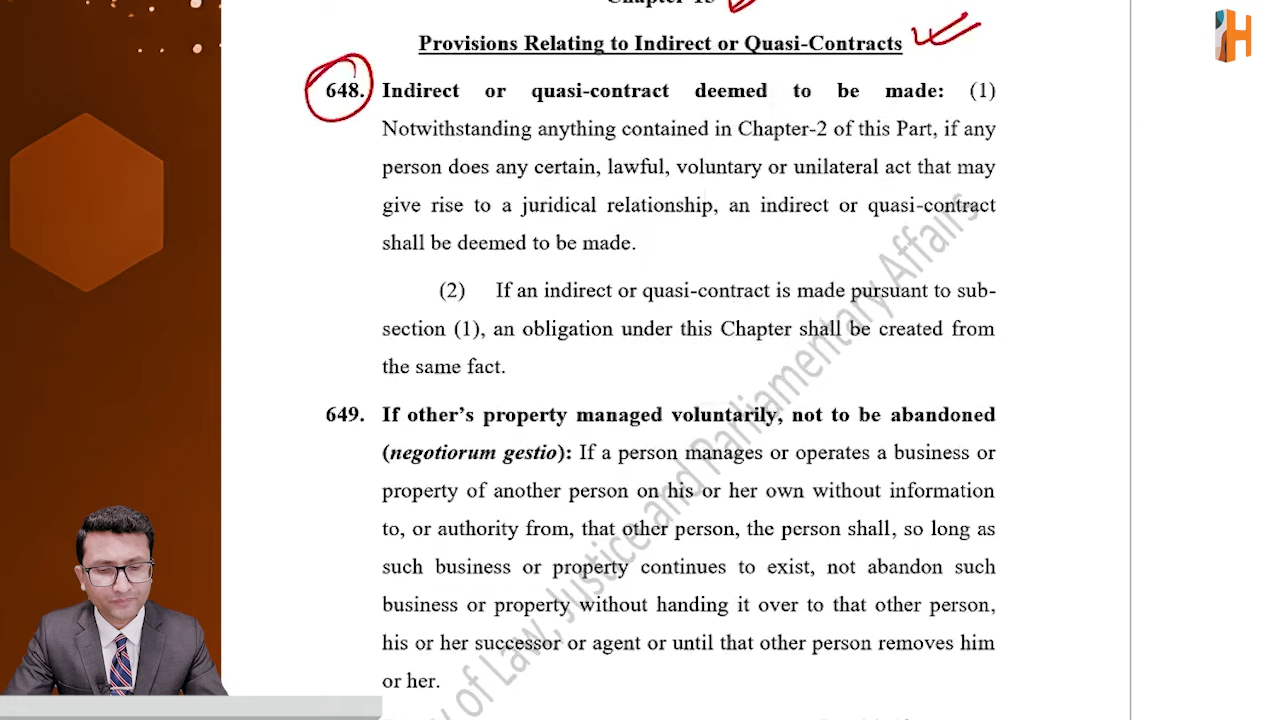 Provisions Relating to Indirect or Quasi-Contracts
648. Indirect or quasi-contract deemed to be made: (1)
Notwithstanding anything contained in Chapter-2 of this Part, if any
person does any certain, lawful, voluntary or unilateral act that may
give rise to a juridical relationship, an indirect or quasi-contract
shall be deemed to be made.
(2) If an indirect or quasi-contract is made pursuant to sub-
section (1), an obligation under this Chapter shall be created from
the same fact.
649. If other's property managed voluntarily, not to be abandoned
(negotiorum gestio): If a person manages or operates a business or
property of another person on his or her own without information
to, or authority from, that other person, the person shall, so long as
such business or property continues to exist, not abandon such
business or property without handing it over to that other person,
his or her successor or agent or until that other person removes him
or her.
of Law, Justice and Parliamentary Affairs
H